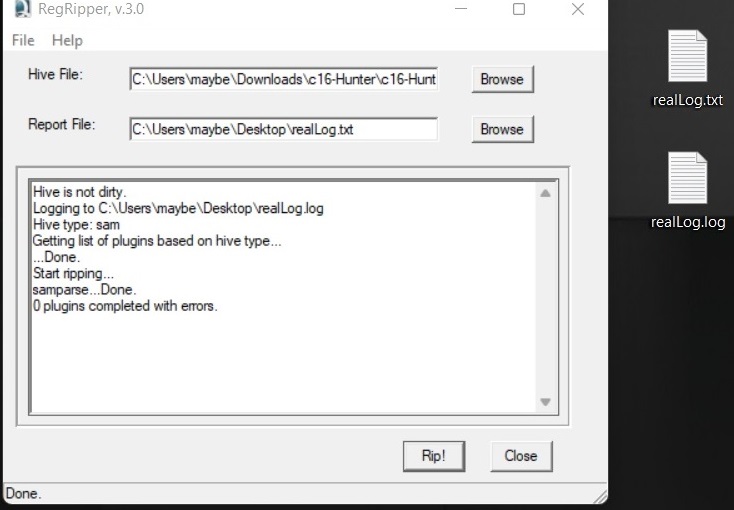 RegRipper, v.3.0
File Help
Hive File: C:\Users\maybe\Downloads\c16-Hunter\c16-Hunt Browse
Report File: C:\Users\maybe\Desktop\realLog.txt Browse
Hive is not dirty.
Logging to C:\Users\maybe\Desktop\realLog.log
Hive type: sam
Getting list of plugins based on hive type...
...Done.
Start ripping...
samparse...Done.
0 plugins completed with errors.
Rip! Close
Done.
realLog.txt
realLog.log